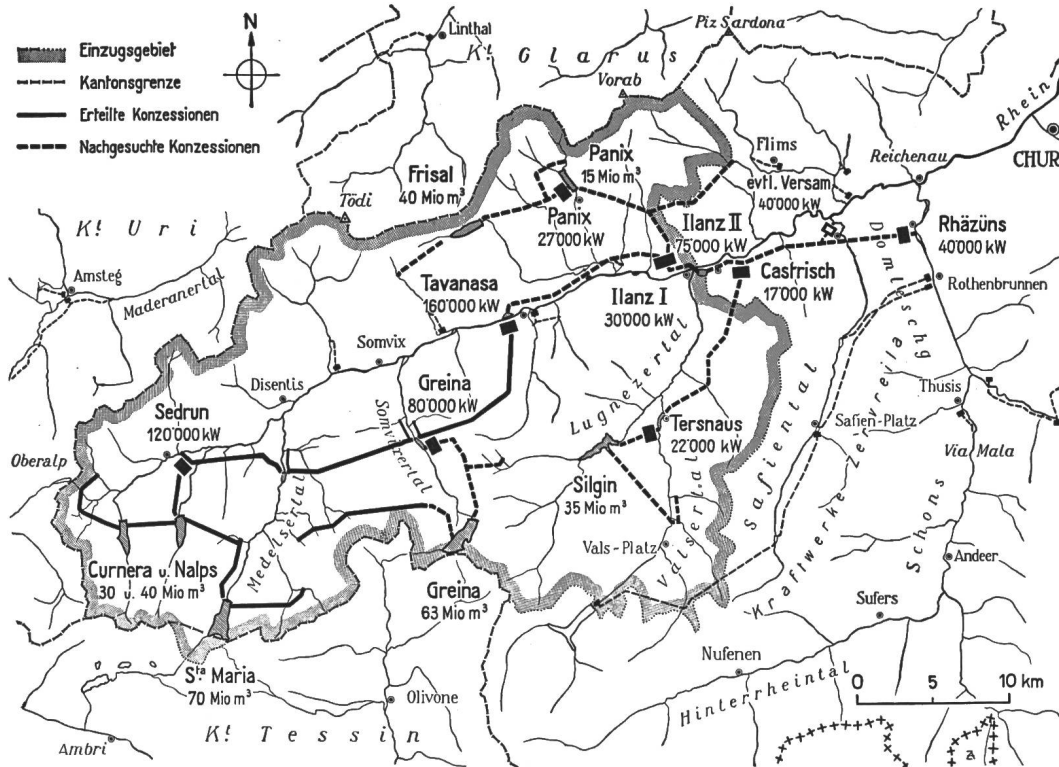 Einzugsgebiet
Kantonsgrenze
Erteilte Konzessionen
Nachgesuchte Konzessionen
N
Linthal
Kt. Glarus
Piz Sardona
Vorab
Rhein
Flims
Reichenau
CHUR
Panix
15 Mio m³
Frisal
40 Mio m³
Tödi
evtl. Versam
40'000 kW
Kt. Uri
Panix
27'000 kW
Ilanz II
75'000 kW
Rhäzüns
40'000 kW
Domleschg
Amsteg
Maderanertal
Tavanasa
160'000 kW
Ilanz I
30'000 kW
Castrisch
17'000 kW
Rothenbrunnen
Somvix
Disentis
Greina
80'000 kW
Lugnezertal
Thusis
Sedrun
120'000 kW
Somvixertal
Tersnaus
22'000 kW
Safien-Platz
Oberalp
Via Mala
Silgin
35 Mio m³
Valsertal
Safiental
Kraftwerke Zervreila
Schons
Medelsertal
Vals-Platz
Andeer
Curnera u. Nalps
30 u. 40 Mio m³
Greina
63 Mio m³
Sufers
Sta Maria
70 Mio m³
Nufenen
Hinterrheintal
0 5 10 km
Olivone
Kt. Tessin
Ambri